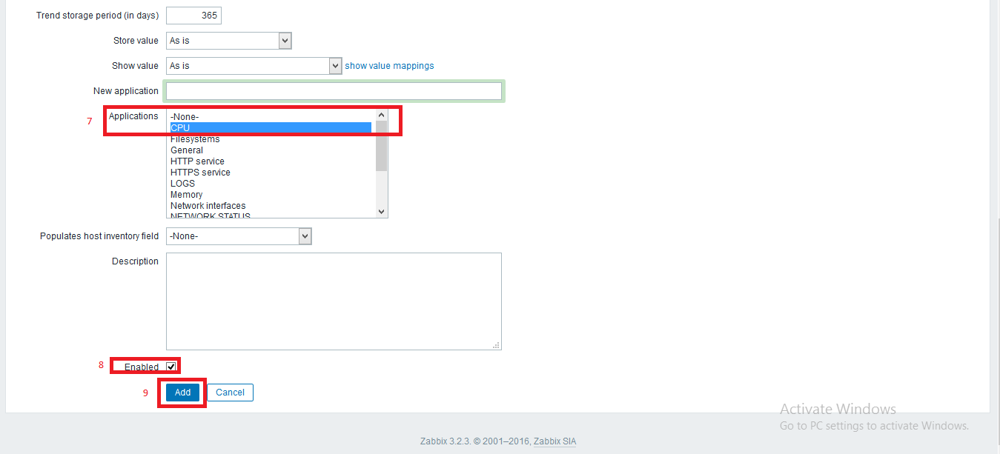 Trend storage period (in days) 365
Store value As is
Show value As is show value mappings
New application
7 Applications -None-
CPU
Filesystems
General
HTTP service
HTTPS service
LOGS
Memory
Network interfaces
NETWORK STATUS
Populates host inventory field -None-
Description
8 Enabled
9 Add Cancel
Activate Windows
Go to PC settings to activate Windows.
Zabbix 3.2.3. © 2001–2016, Zabbix SIA